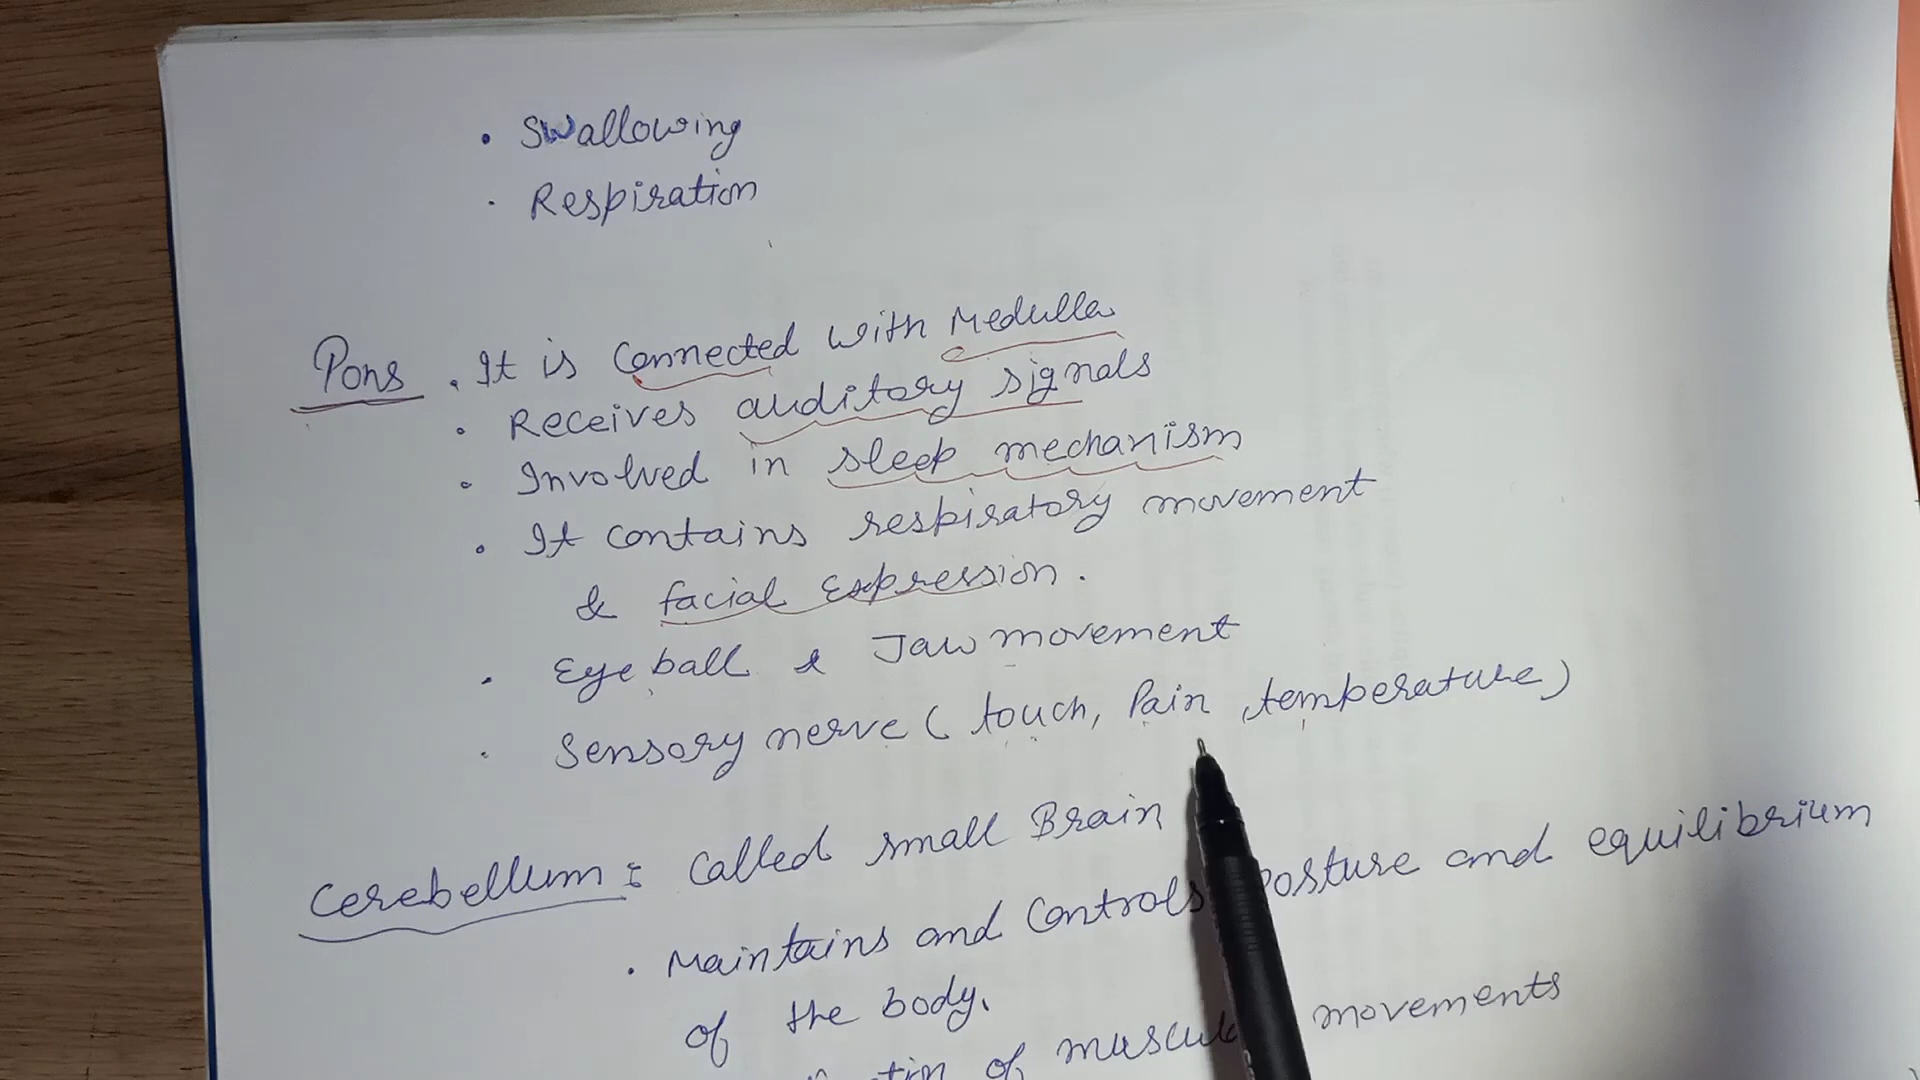 • Swallowing
• Respiration
Pons • It is Connected with Medulla
• Receives auditory signals
• Involved in sleep mechanism
• It contains respiratory movement
& facial Expression.
• Eye ball & Jaw movement
• Sensory nerve ( touch, Pain, temperature)
Cerebellum : Called small Brain
• Maintains and Controls Posture and equilibrium
of the body.
of movements